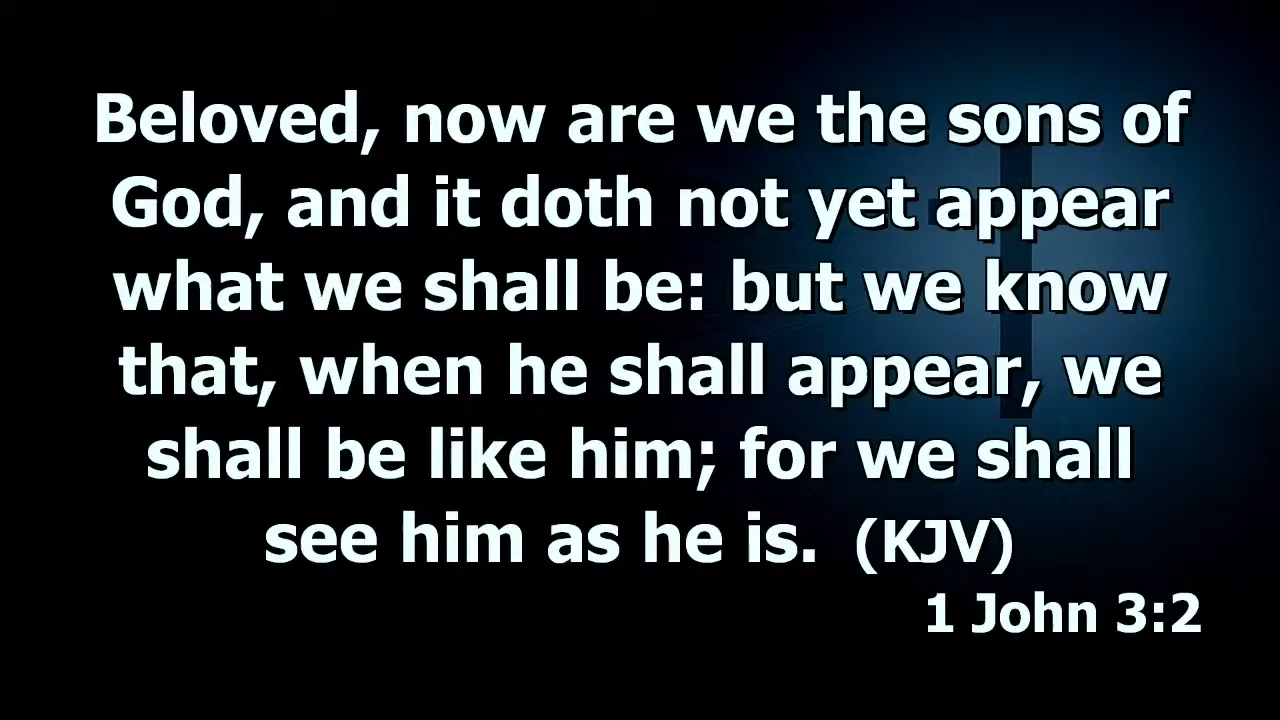 Beloved, now are we the sons of
God, and it doth not yet appear
what we shall be: but we know
that, when he shall appear, we
shall be like him; for we shall
see him as he is. (KJV)
1 John 3:2